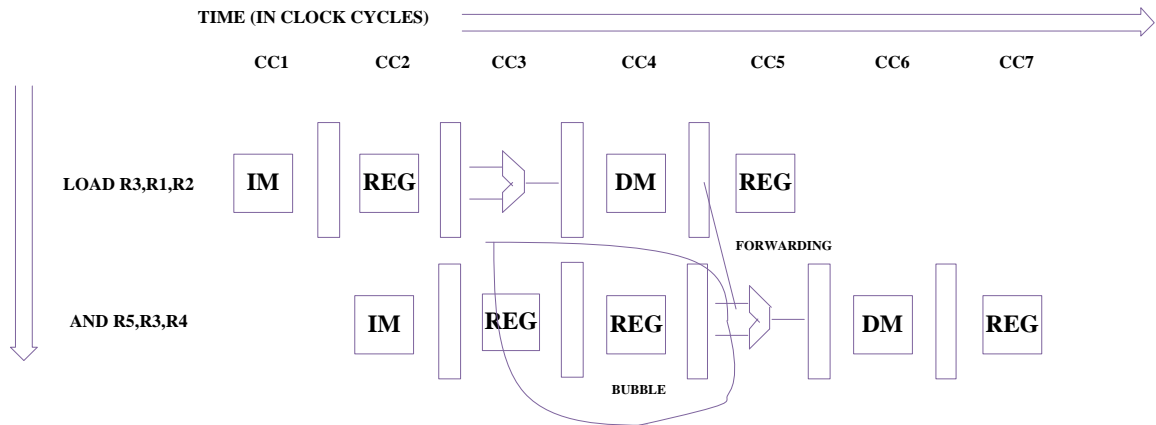 TIME (IN CLOCK CYCLES)
CC1 CC2 CC3 CC4 CC5 CC6 CC7
LOAD R3,R1,R2 IM REG DM REG
FORWARDING
AND R5,R3,R4 IM REG REG DM REG
BUBBLE